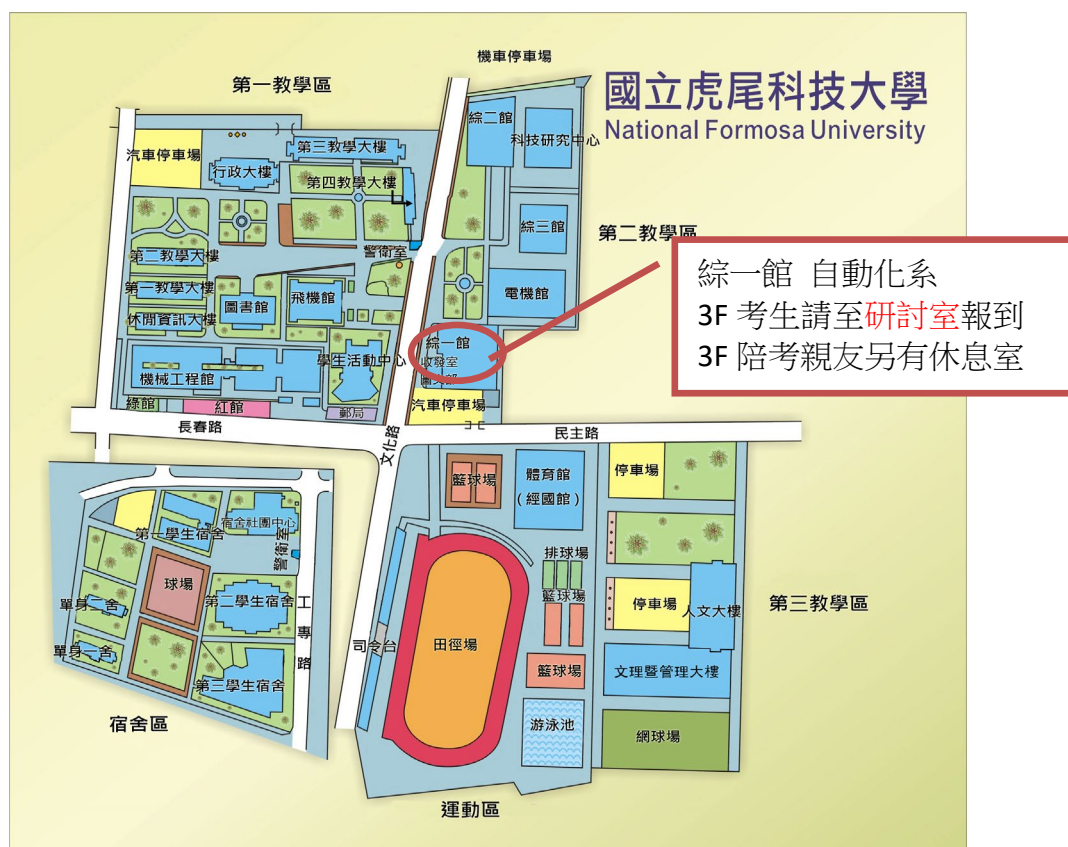 機車停車場
第一教學區
國立虎尾科技大學
National Formosa University
綜二館
科技研究中心
第三教學大樓
汽車停車場
行政大樓
第四教學大樓
綜三館
第二教學區
警衛室
第二教學大樓
電機館
第一教學大樓
圖書館
飛機館
休閒資訊大樓
綜一館 自動化系
3F 考生請至研討室報到
3F 陪考親友另有休息室
綜一館
收發室
學生活動中心
機械工程館
綠館
紅館
郵局
汽車停車場
長春路
文化路
民主路
籃球場
體育館
(經國館)
停車場
宿舍社團中心
第一學生宿舍
警衛室
排球場
球場
籃球場
單身二舍
第二學生宿舍
停車場
人文大樓
第三教學區
工專路
單身一舍
司令台
田徑場
籃球場
文理暨管理大樓
第三學生宿舍
宿舍區
游泳池
網球場
運動區